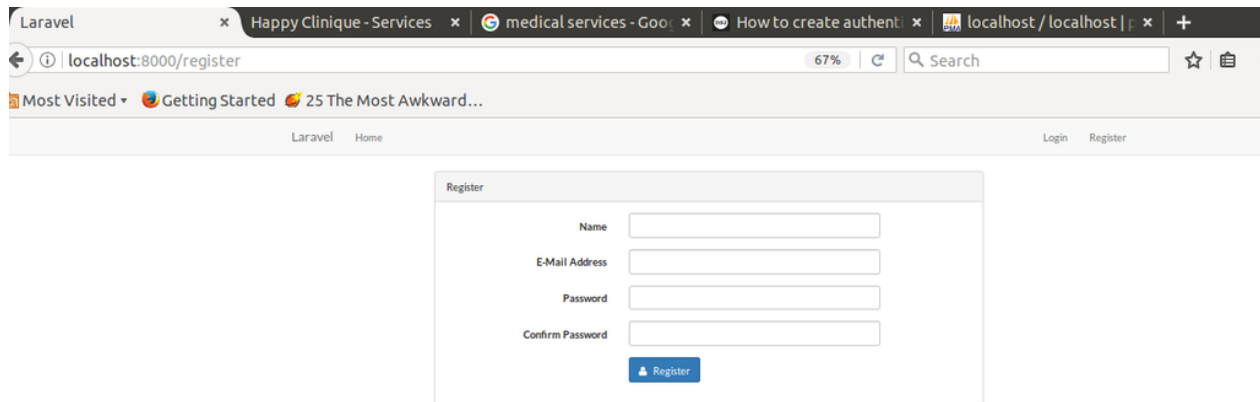 Laravel × Happy Clinique - Services × medical services - Goo × How to create authenti × localhost / localhost | p × +
localhost:8000/register 67% Search
Most Visited Getting Started 25 The Most Awkward...
Laravel Home Login Register
Register
Name
E-Mail Address
Password
Confirm Password
Register